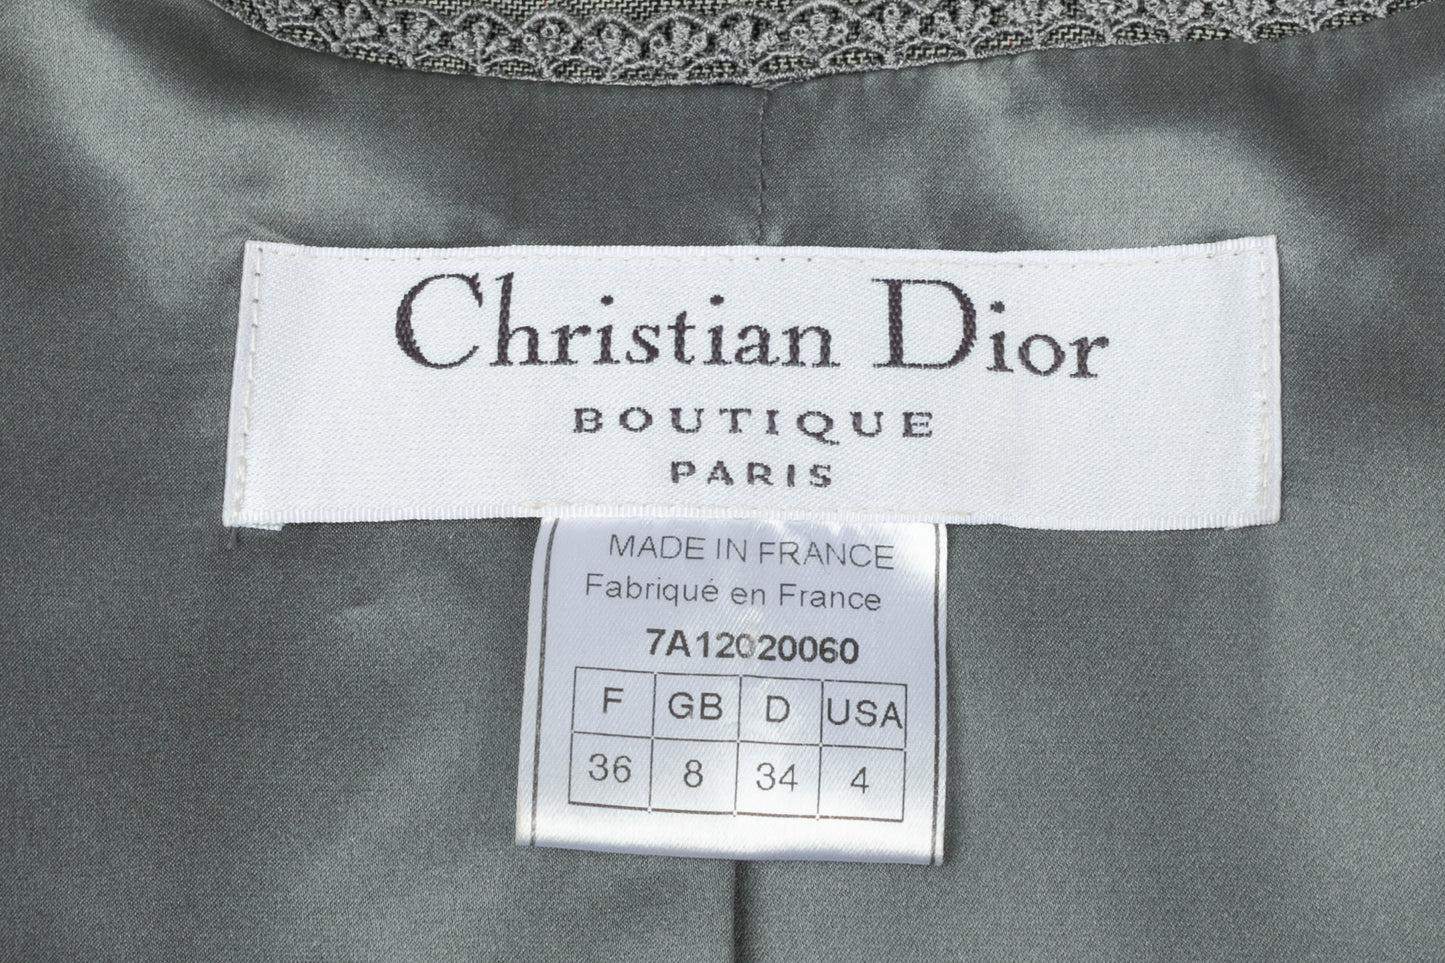 Christian Dior
BOUTIQUE
PARIS
MADE IN FRANCE
Fabriqué en France
7A12020060
F GB D USA
36 8 34 4